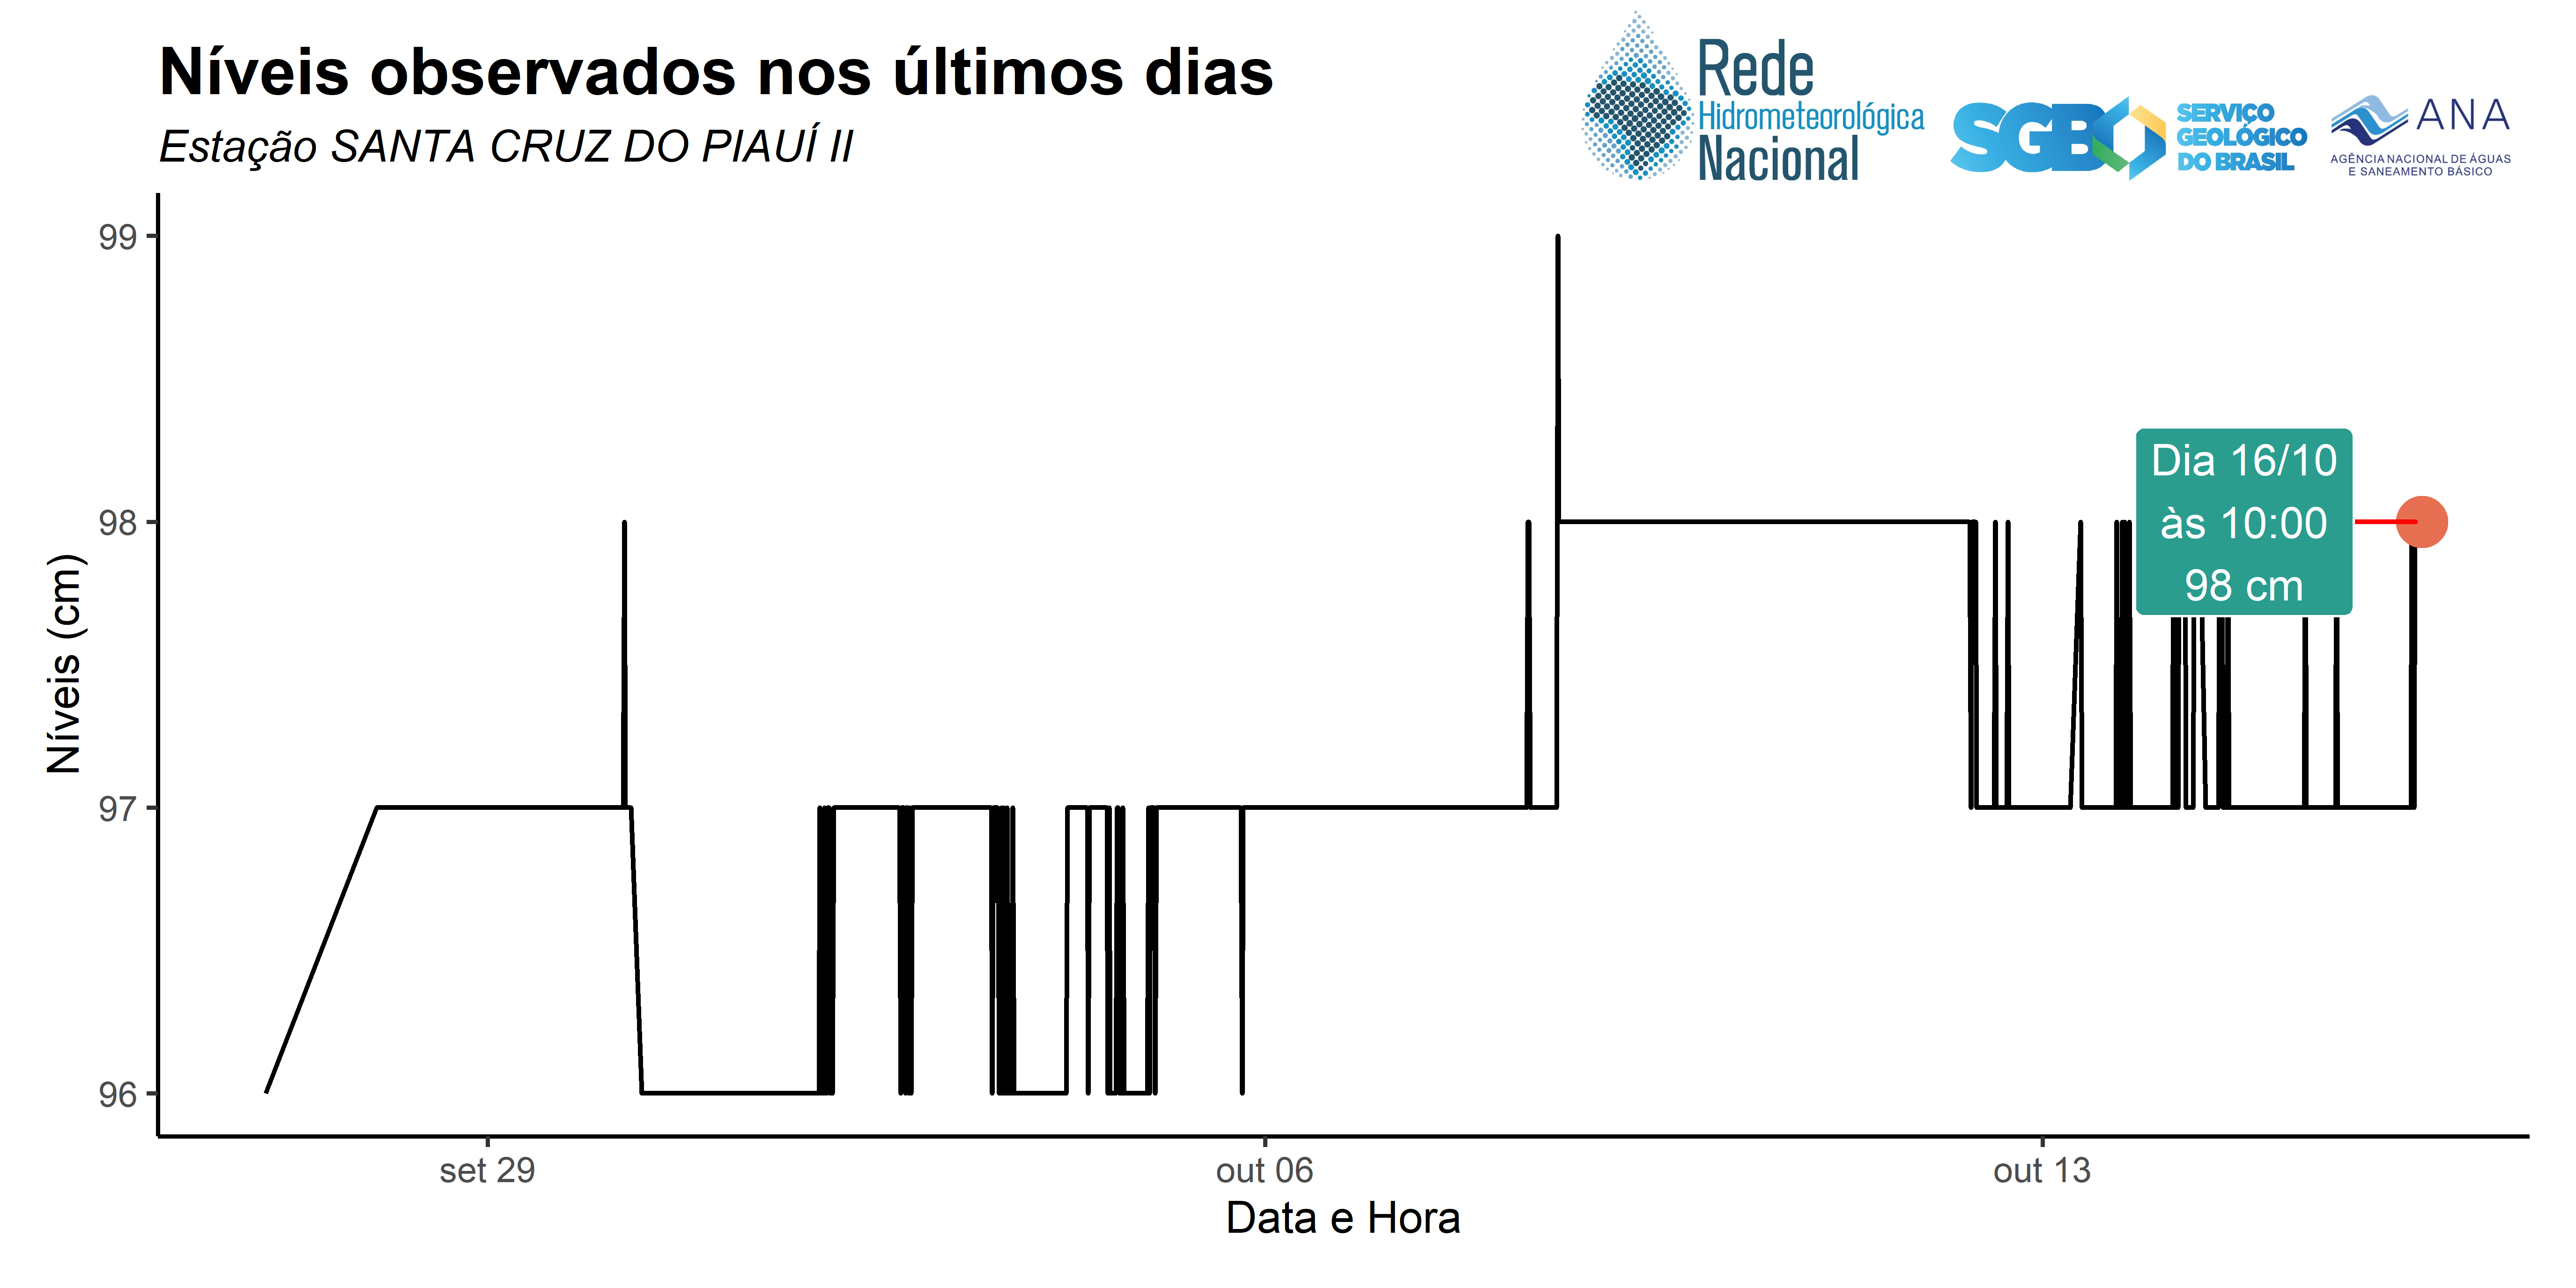 Níveis observados nos últimos dias
Estação SANTA CRUZ DO PIAUÍ II
Rede
Hidrometeorológica
Nacional
SGB
SERVIÇO
GEOLÓGICO
DO BRASIL
ANA
AGÊNCIA NACIONAL DE ÁGUAS
E SANEAMENTO BÁSICO
Níveis (cm)
99
98
97
96
Dia 16/10
às 10:00
98 cm
set 29
out 06
out 13
Data e Hora